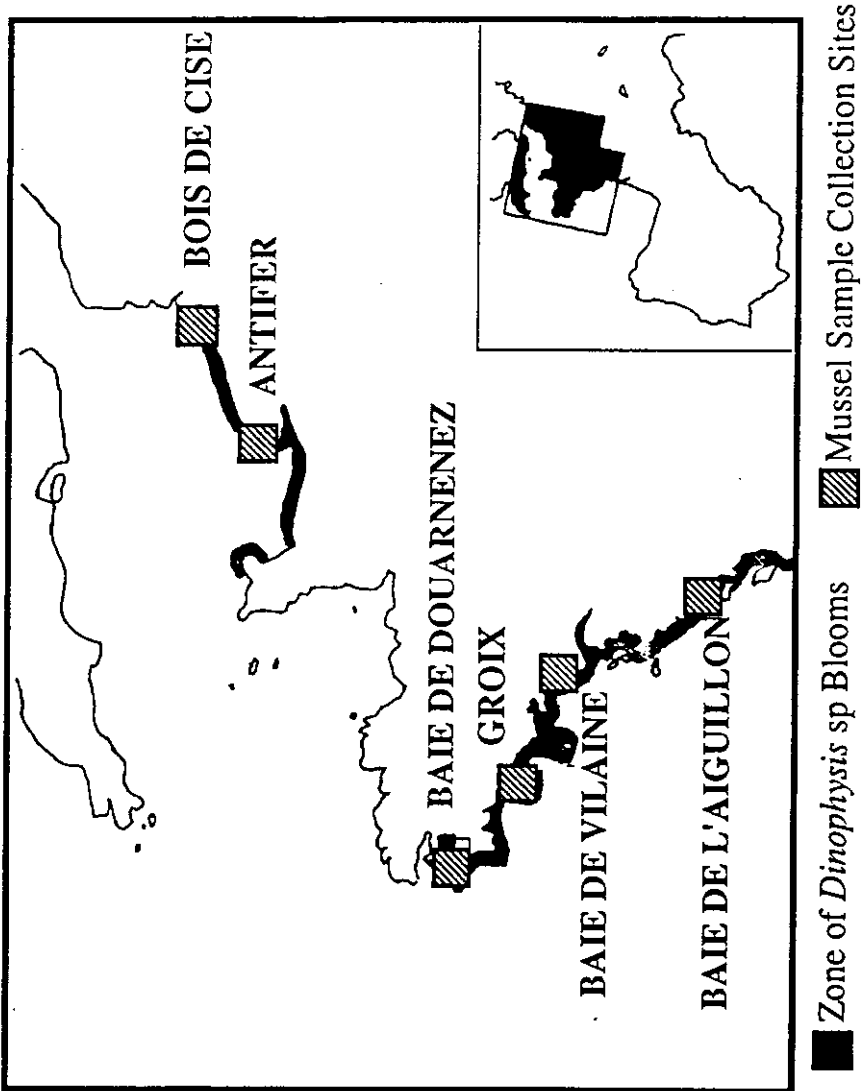 BOIS DE CISE
ANTIFER
BAIE DE DOUARNENEZ
GROIX
BAIE DE VILAINE
BAIE DE L'AIGUILLON
Zone of Dinophysis sp Blooms
Mussel Sample Collection Sites